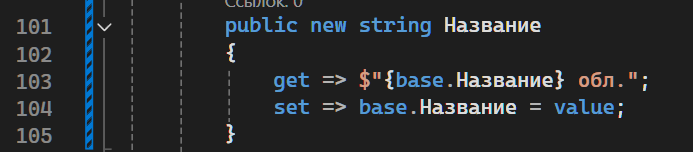 Ссылок: 0
101 public new string Название
102 {
103 get => $"{base.Название} обл.";
104 set => base.Название = value;
105 }